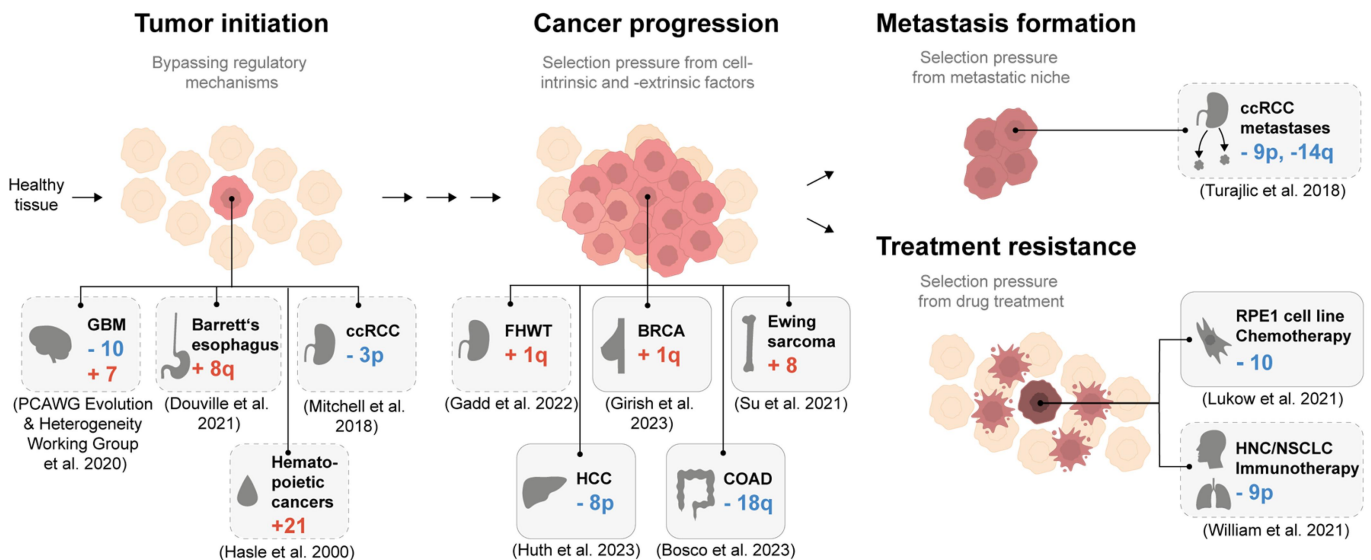 Tumor initiation
Bypassing regulatory
mechanisms
Healthy
tissue
GBM
- 10
+ 7
(PCAWG Evolution
& Heterogeneity
Working Group
et al. 2020)
Barrett's
esophagus
+ 8q
(Douville et al.
2021)
ccRCC
- 3p
(Mitchell et al.
2018)
Hemato-
poietic
cancers
+21
(Hasle et al. 2000)
Cancer progression
Selection pressure from cell-
intrinsic and -extrinsic factors
FHWT
+ 1q
(Gadd et al. 2022)
BRCA
+ 1q
(Girish et al.
2023)
Ewing
sarcoma
+ 8
(Su et al. 2021)
HCC
- 8p
(Huth et al. 2023)
COAD
- 18q
(Bosco et al. 2023)
Metastasis formation
Selection pressure
from metastatic niche
ccRCC
metastases
- 9p, -14q
(Turajlic et al. 2018)
Treatment resistance
Selection pressure
from drug treatment
RPE1 cell line
Chemotherapy
- 10
(Lukow et al. 2021)
HNC/NSCLC
Immunotherapy
- 9p
(William et al. 2021)